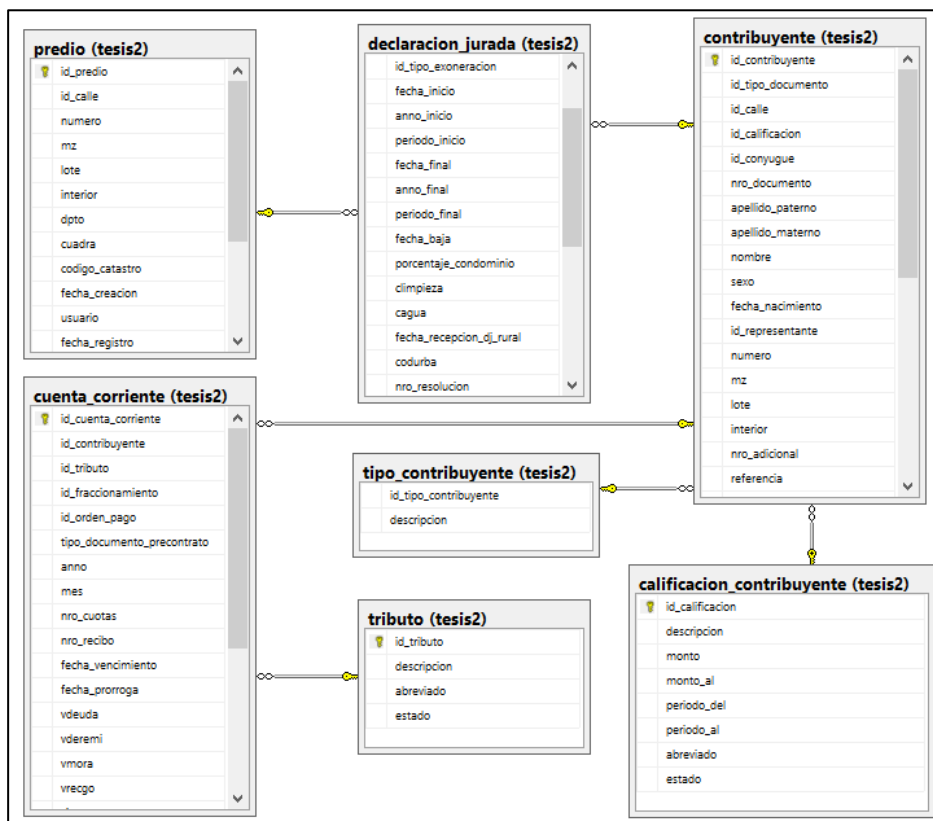 predio (tesis2)
id_predio
id_calle
numero
mz
lote
interior
dpto
cuadra
codigo_catastro
fecha_creacion
usuario
fecha_registro
declaracion_jurada (tesis2)
id_tipo_exoneracion
fecha_inicio
anno_inicio
periodo_inicio
fecha_final
anno_final
periodo_final
fecha_baja
porcentaje_condominio
climpieza
cagua
fecha_recepcion_dj_rural
codurba
nro_resolucion
contribuyente (tesis2)
id_contribuyente
id_tipo_documento
id_calle
id_calificacion
id_conyugue
nro_documento
apellido_paterno
apellido_materno
nombre
sexo
fecha_nacimiento
id_representante
numero
mz
lote
interior
nro_adicional
referencia
cuenta_corriente (tesis2)
id_cuenta_corriente
id_contribuyente
id_tributo
id_fraccionamiento
id_orden_pago
tipo_documento_precontrato
anno
mes
nro_cuotas
nro_recibo
fecha_vencimiento
fecha_prorroga
vdeuda
vderemi
vmora
vrecgo
tipo_contribuyente (tesis2)
id_tipo_contribuyente
descripcion
tributo (tesis2)
id_tributo
descripcion
abreviado
estado
calificacion_contribuyente (tesis2)
id_calificacion
descripcion
monto
monto_al
periodo_del
periodo_al
abreviado
estado